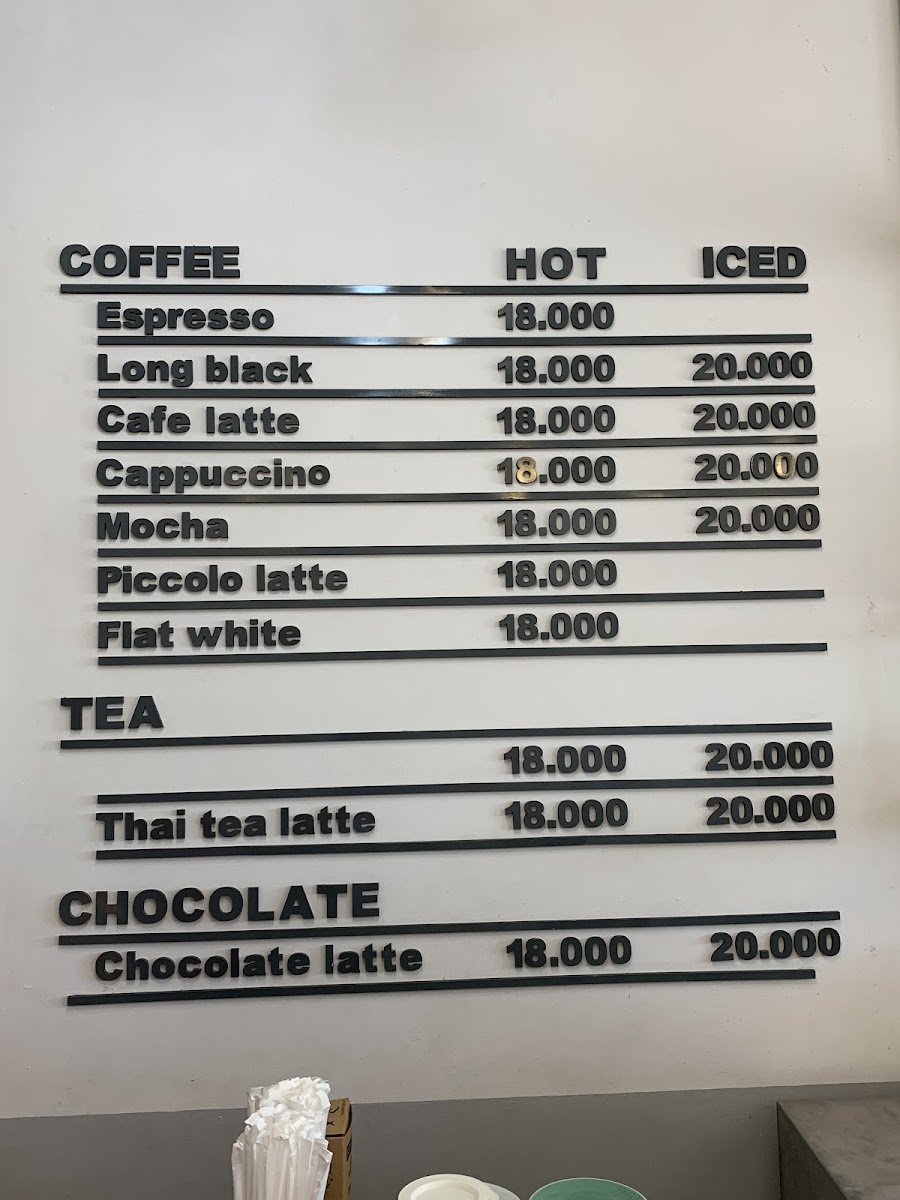 COFFEE HOT ICED
Espresso 18.000
Long black 18.000 20.000
Cafe latte 18.000 20.000
Cappuccino 18.000 20.000
Mocha 18.000 20.000
Piccolo latte 18.000
Flat white 18.000
TEA
18.000 20.000
Thai tea latte 18.000 20.000
CHOCOLATE
Chocolate latte 18.000 20.000